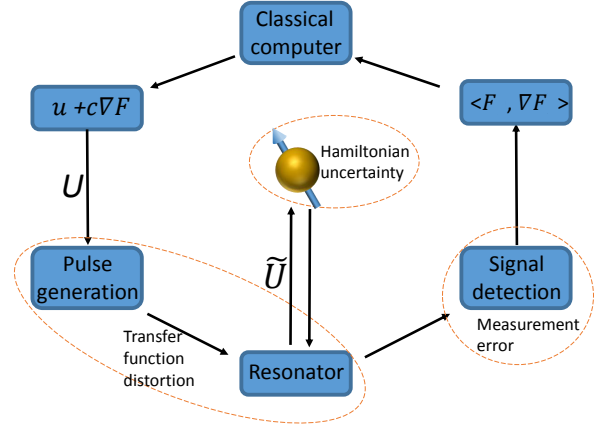 Classical
computer
u +c∇F
<F , ∇F >
Hamiltonian
uncertainty
U
Ũ
Pulse
generation
Signal
detection
Transfer
function
distortion
Resonator
Measurement
error